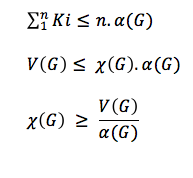 ∑₁ⁿ Ki ≤ n. α(G)
V(G) ≤ χ(G). α(G)
χ(G) ≥ V(G) / α(G)